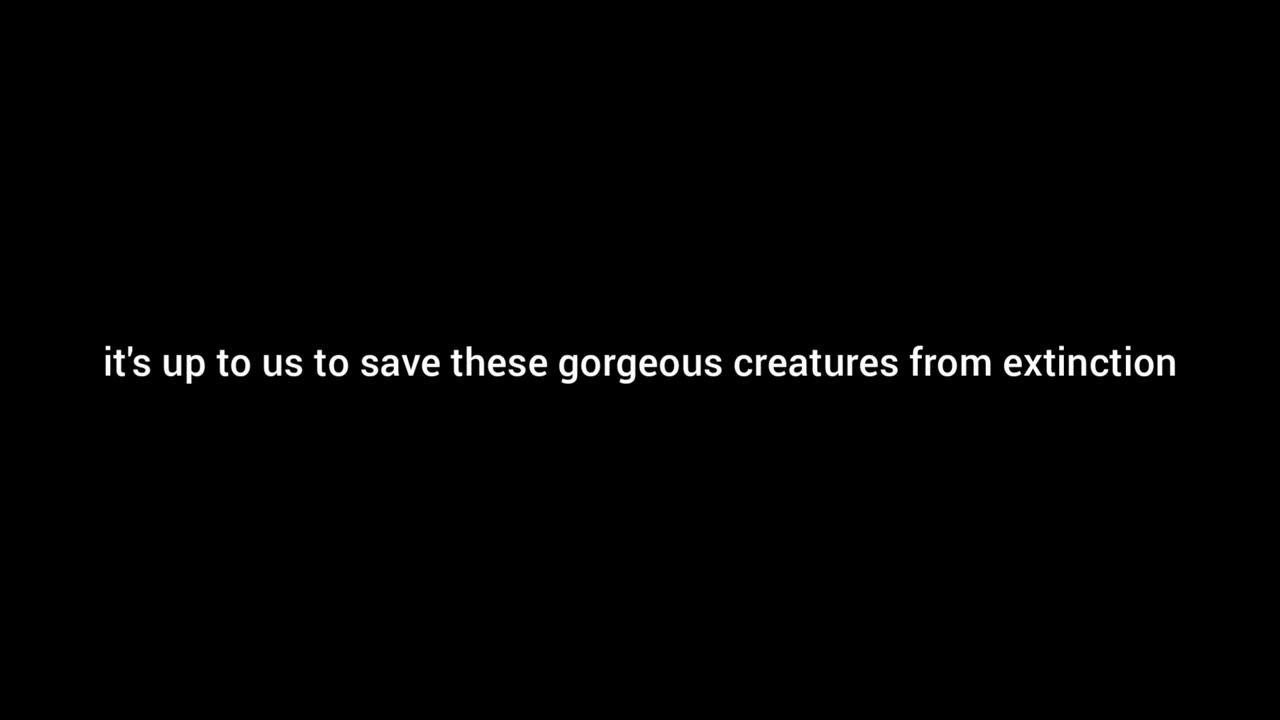 it's up to us to save these gorgeous creatures from extinction